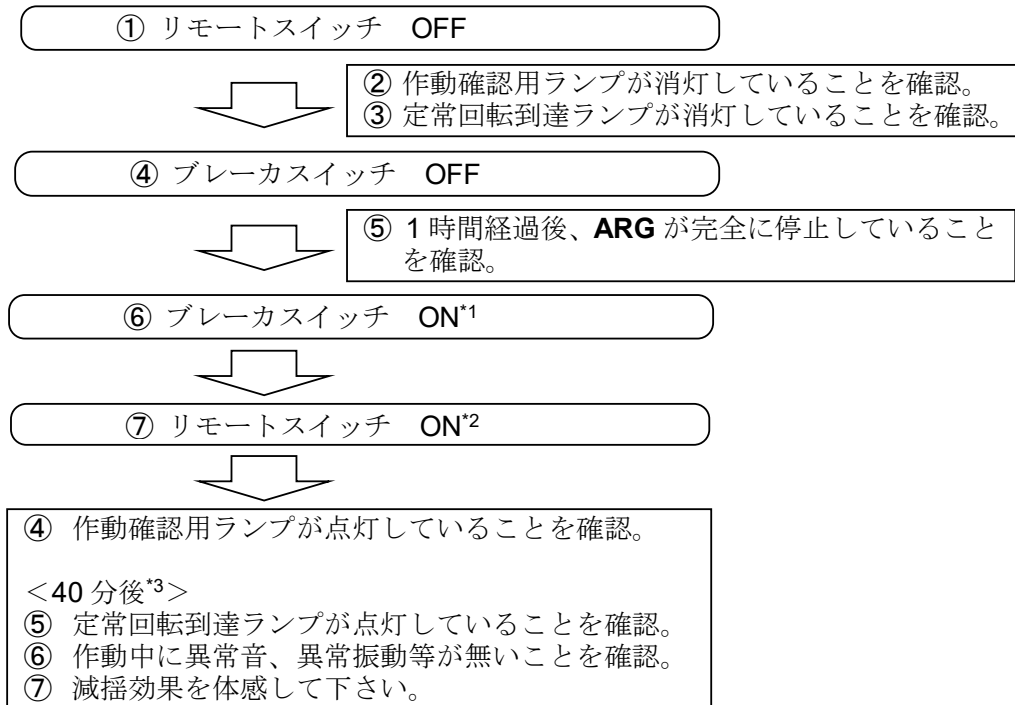 ① リモートスイッチ OFF
② 作動確認用ランプが消灯していることを確認。
③ 定常回転到達ランプが消灯していることを確認。
④ ブレーカスイッチ OFF
⑤ 1時間経過後、ARG が完全に停止していること
を確認。
⑥ ブレーカスイッチ ON*1
⑦ リモートスイッチ ON*2
④ 作動確認用ランプが点灯していることを確認。
<40 分後*3>
⑤ 定常回転到達ランプが点灯していることを確認。
⑥ 作動中に異常音、異常振動等が無いことを確認。
⑦ 減揺効果を体感して下さい。